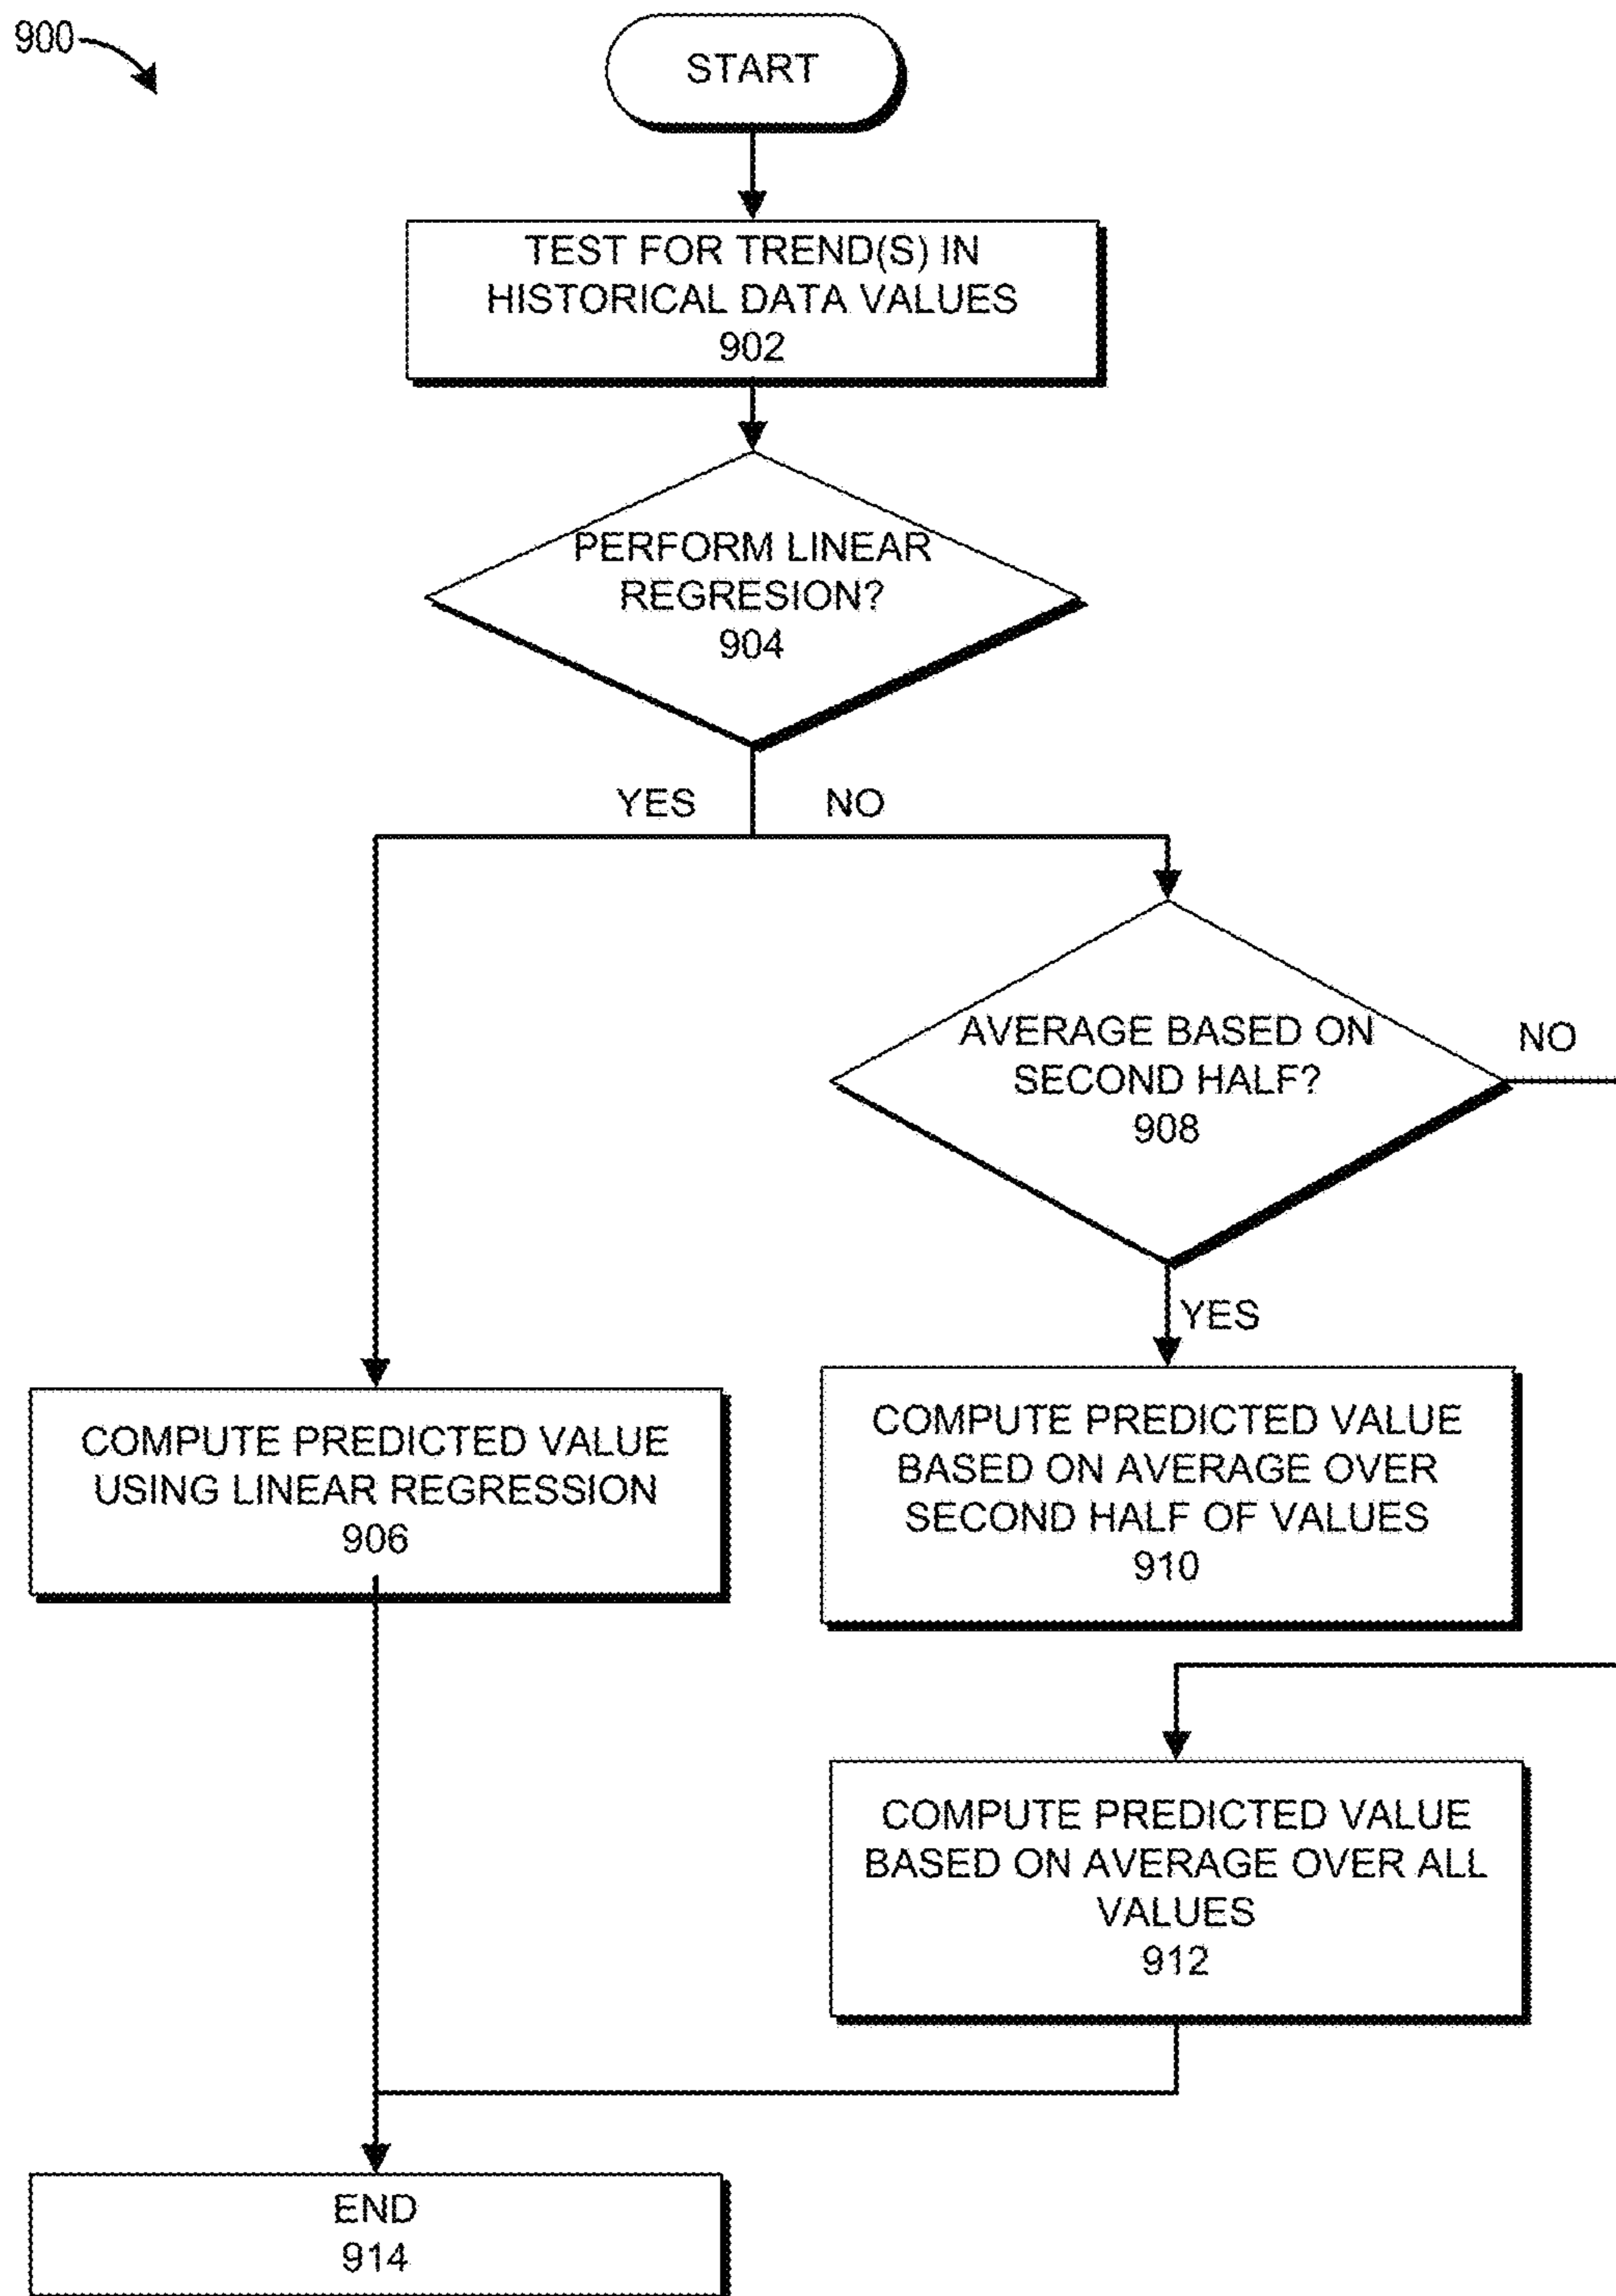 900
START
TEST FOR TREND(S) IN
HISTORICAL DATA VALUES
902
PERFORM LINEAR
REGRESION?
904
YES
NO
AVERAGE BASED ON
SECOND HALF?
908
NO
YES
COMPUTE PREDICTED VALUE
USING LINEAR REGRESSION
906
COMPUTE PREDICTED VALUE
BASED ON AVERAGE OVER
SECOND HALF OF VALUES
910
COMPUTE PREDICTED VALUE
BASED ON AVERAGE OVER ALL
VALUES
912
END
914